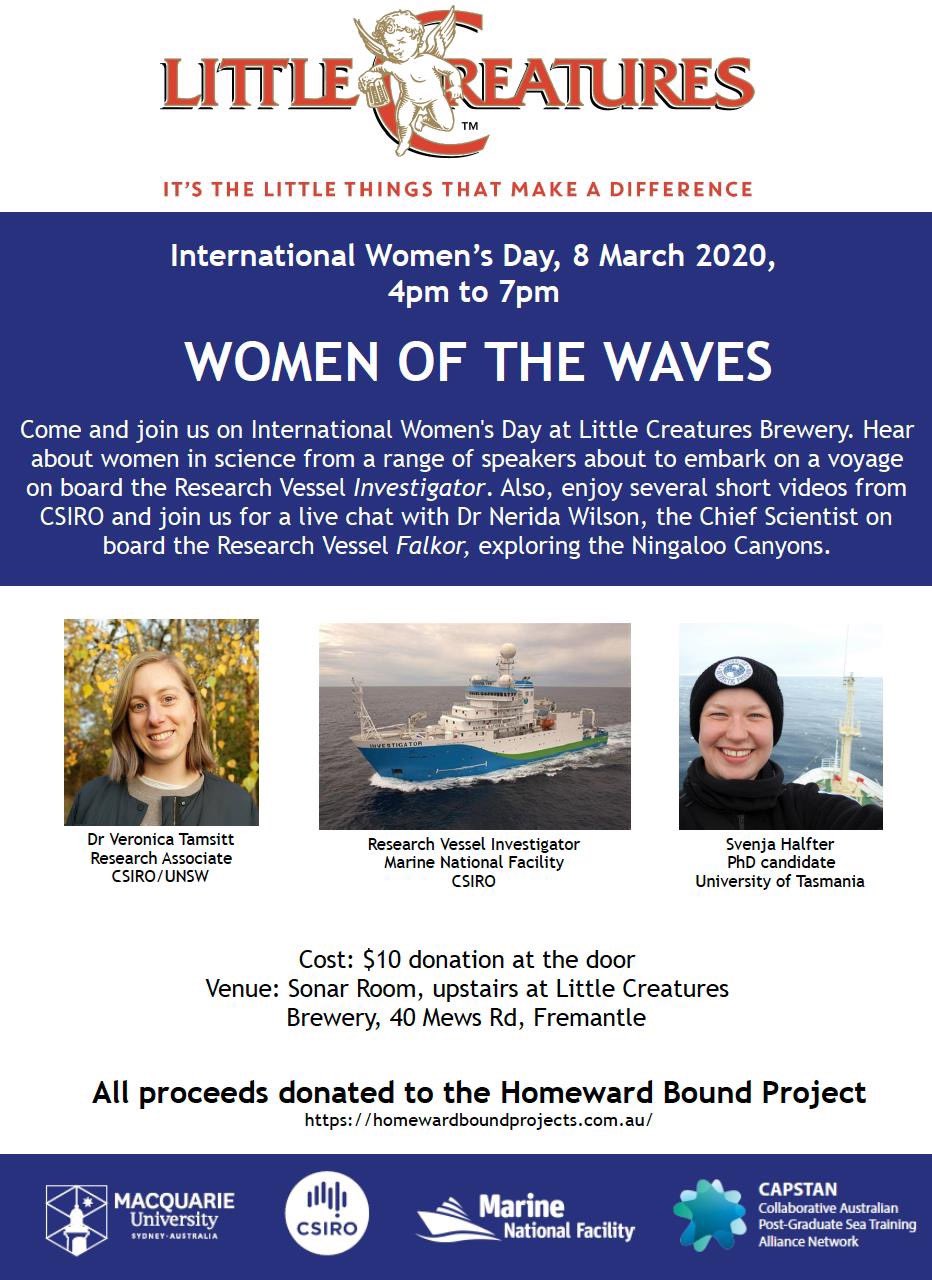 LITTLE CREATURES
TM
IT'S THE LITTLE THINGS THAT MAKE A DIFFERENCE
International Women's Day, 8 March 2020,
4pm to 7pm
WOMEN OF THE WAVES
Come and join us on International Women's Day at Little Creatures Brewery. Hear
about women in science from a range of speakers about to embark on a voyage
on board the Research Vessel Investigator. Also, enjoy several short videos from
CSIRO and join us for a live chat with Dr Nerida Wilson, the Chief Scientist on
board the Research Vessel Falkor, exploring the Ningaloo Canyons.
INVESTIGATOR
MARINE NATIONAL
Dr Veronica Tamsitt
Research Associate
CSIRO/UNSW
Research Vessel Investigator
Marine National Facility
CSIRO
Svenja Halfter
PhD candidate
University of Tasmania
Cost: $10 donation at the door
Venue: Sonar Room, upstairs at Little Creatures
Brewery, 40 Mews Rd, Fremantle
All proceeds donated to the Homeward Bound Project
https://homewardboundprojects.com.au/
MACQUARIE
University
SYDNEY·AUSTRALIA
CSIRO
Marine
National Facility
CAPSTAN
Collaborative Australian
Post-Graduate Sea Training
Alliance Network